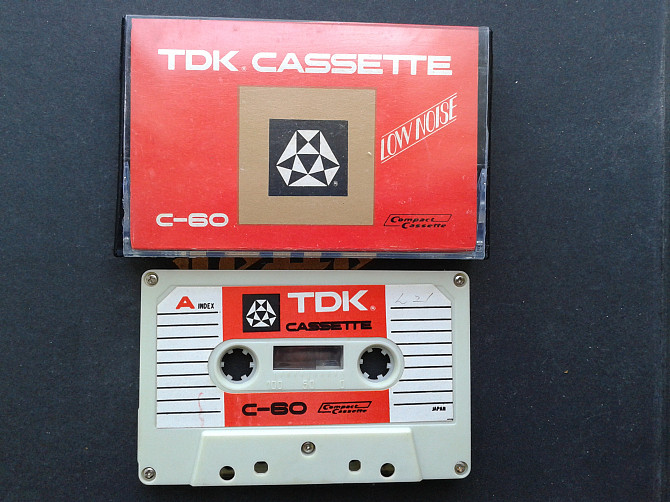 TDK® CASSETTE
LOW NOISE
C-60
Compact
Cassette
A INDEX
TDK®
CASSETTE
C-60
Compact
Cassette
JAPAN